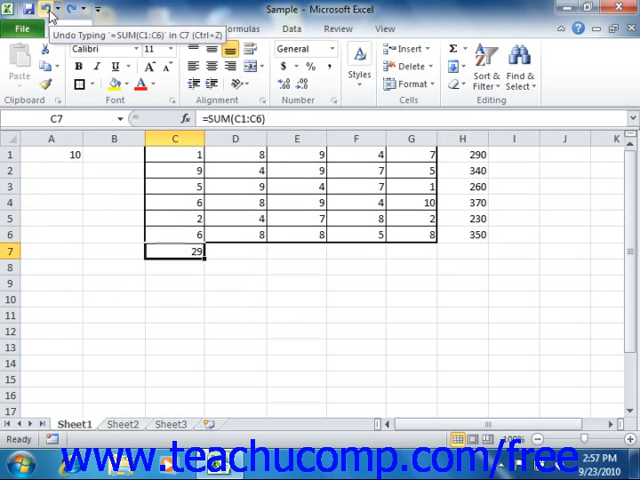 Sample - Microsoft Excel
File
Undo Typing '=SUM(C1:C6)' in C7 (Ctrl+Z)
Data Review View
Calibri 11
Paste
$ % ,
Styles
Insert
Delete
Format
Sort & Filter
Find & Select
Clipboard Font Alignment Number Cells Editing
C7 fx =SUM(C1:C6)
A B C D E F G H I J K
1 10 1 8 9 4 7 290
2 9 4 9 7 5 340
3 5 9 4 7 1 260
4 6 8 9 4 10 370
5 2 4 7 8 2 230
6 6 8 8 5 8 350
7 29
8
9
10
11
12
13
14
15
16
17
Sheet1 Sheet2 Sheet3
Ready 100%
www.teachucomp.com/free
2:57 PM
9/23/2010